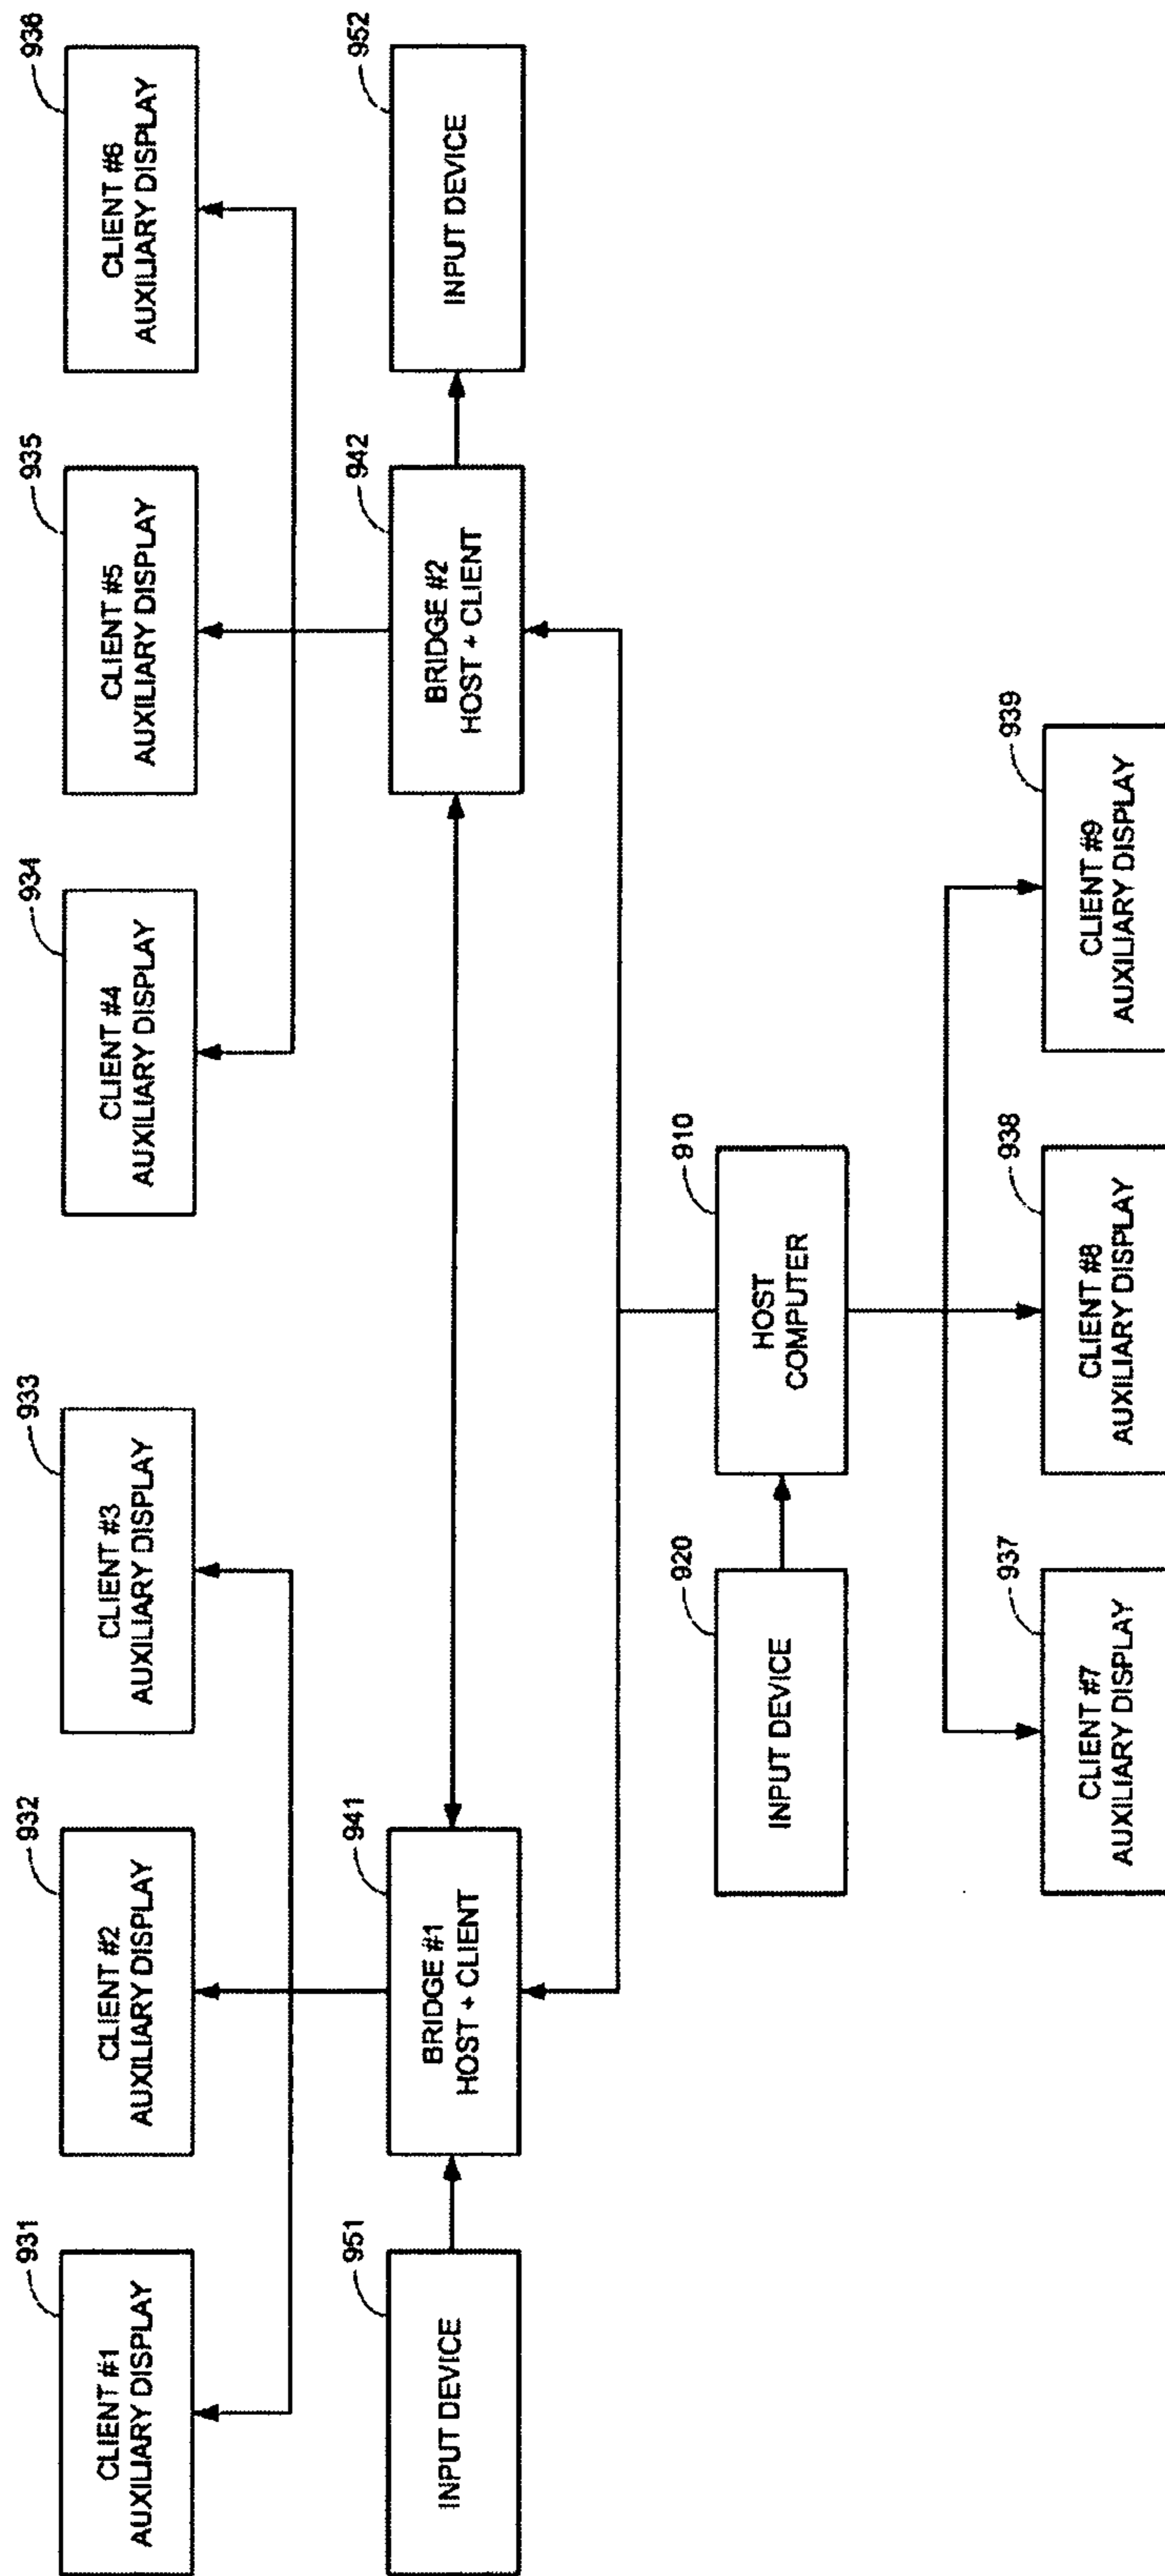 931
CLIENT #1
AUXILIARY DISPLAY
932
CLIENT #2
AUXILIARY DISPLAY
933
CLIENT #3
AUXILIARY DISPLAY
934
CLIENT #4
AUXILIARY DISPLAY
935
CLIENT #5
AUXILIARY DISPLAY
936
CLIENT #6
AUXILIARY DISPLAY
951
INPUT DEVICE
941
BRIDGE #1
HOST + CLIENT
942
BRIDGE #2
HOST + CLIENT
952
INPUT DEVICE
920
INPUT DEVICE
910
HOST
COMPUTER
937
CLIENT #7
AUXILIARY DISPLAY
938
CLIENT #8
AUXILIARY DISPLAY
939
CLIENT #9
AUXILIARY DISPLAY